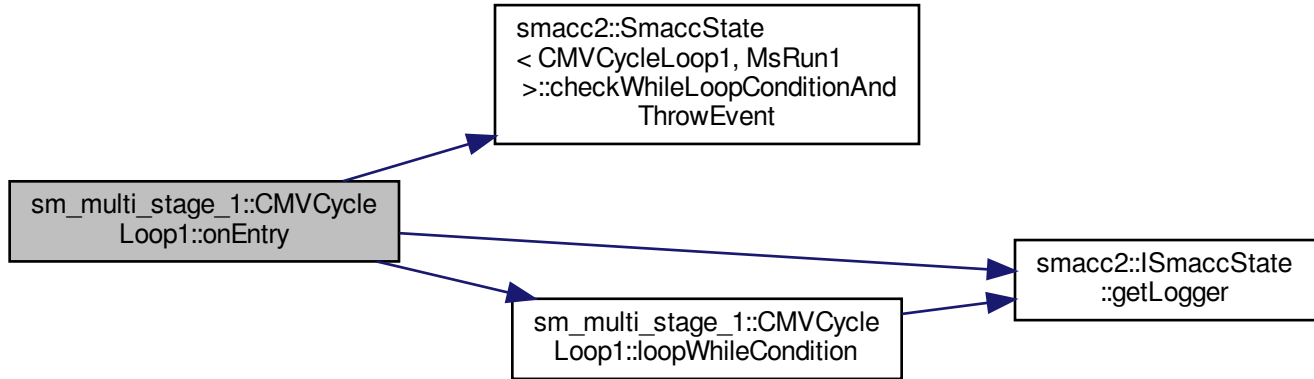 smacc2::SmaccState
< CMVCycleLoop1, MsRun1
>::checkWhileLoopConditionAnd
ThrowEvent
sm_multi_stage_1::CMVCycle
Loop1::onEntry
smacc2::ISmaccState
::getLogger
sm_multi_stage_1::CMVCycle
Loop1::loopWhileCondition